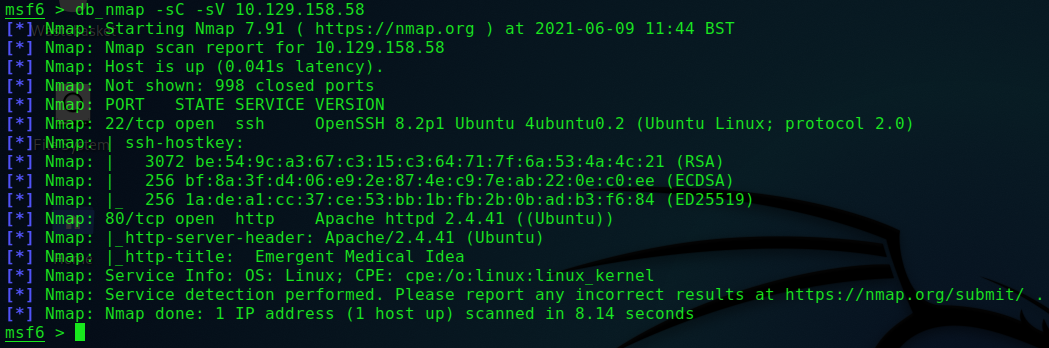 msf6 > db_nmap -sC -sV 10.129.158.58
[*] Nmap: Starting Nmap 7.91 ( https://nmap.org ) at 2021-06-09 11:44 BST
[*] Nmap: Nmap scan report for 10.129.158.58
[*] Nmap: Host is up (0.041s latency).
[*] Nmap: Not shown: 998 closed ports
[*] Nmap: PORT   STATE SERVICE VERSION
[*] Nmap: 22/tcp open  ssh     OpenSSH 8.2p1 Ubuntu 4ubuntu0.2 (Ubuntu Linux; protocol 2.0)
[*] Nmap: | ssh-hostkey:
[*] Nmap: |   3072 be:54:9c:a3:67:c3:15:c3:64:71:7f:6a:53:4a:4c:21 (RSA)
[*] Nmap: |   256 bf:8a:3f:d4:06:e9:2e:87:4e:c9:7e:ab:22:0e:c0:ee (ECDSA)
[*] Nmap: |_  256 1a:de:a1:cc:37:ce:53:bb:1b:fb:2b:0b:ad:b3:f6:84 (ED25519)
[*] Nmap: 80/tcp open  http    Apache httpd 2.4.41 ((Ubuntu))
[*] Nmap: |_http-server-header: Apache/2.4.41 (Ubuntu)
[*] Nmap: |_http-title:  Emergent Medical Idea
[*] Nmap: Service Info: OS: Linux; CPE: cpe:/o:linux:linux_kernel
[*] Nmap: Service detection performed. Please report any incorrect results at https://nmap.org/submit/ .
[*] Nmap: Nmap done: 1 IP address (1 host up) scanned in 8.14 seconds
msf6 >